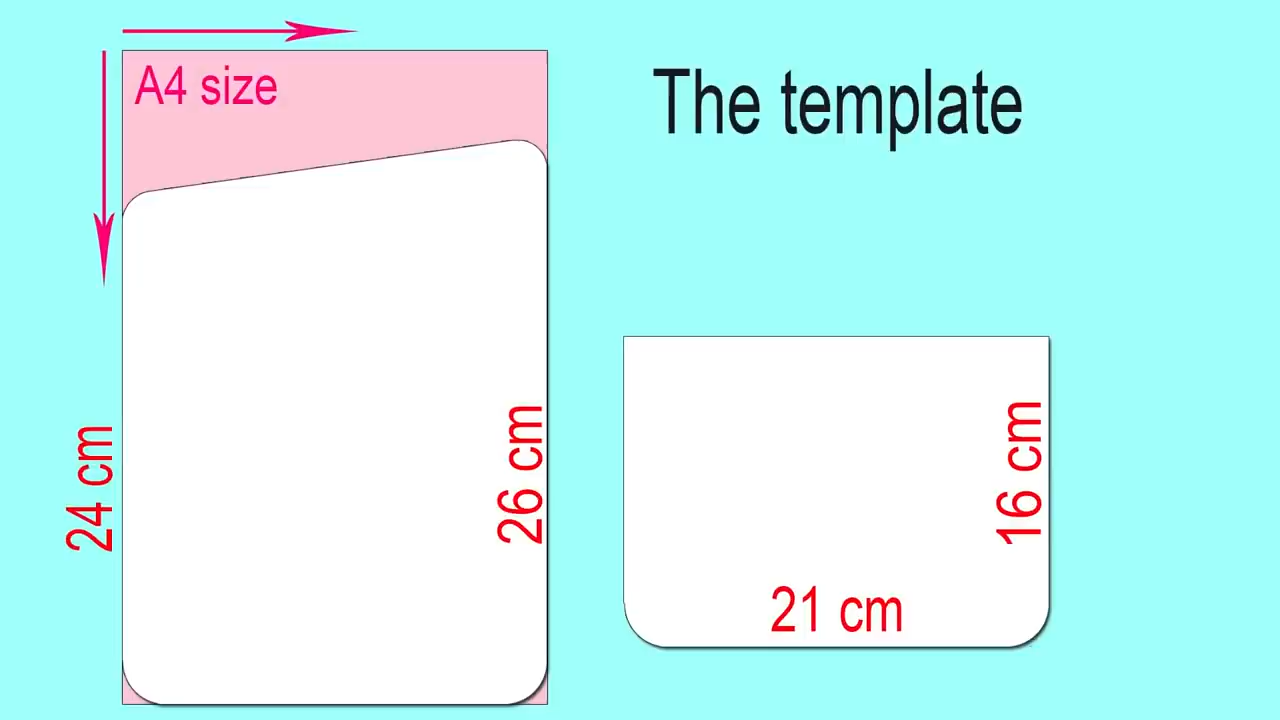 A4 size
The template
24 cm
26 cm
16 cm
21 cm